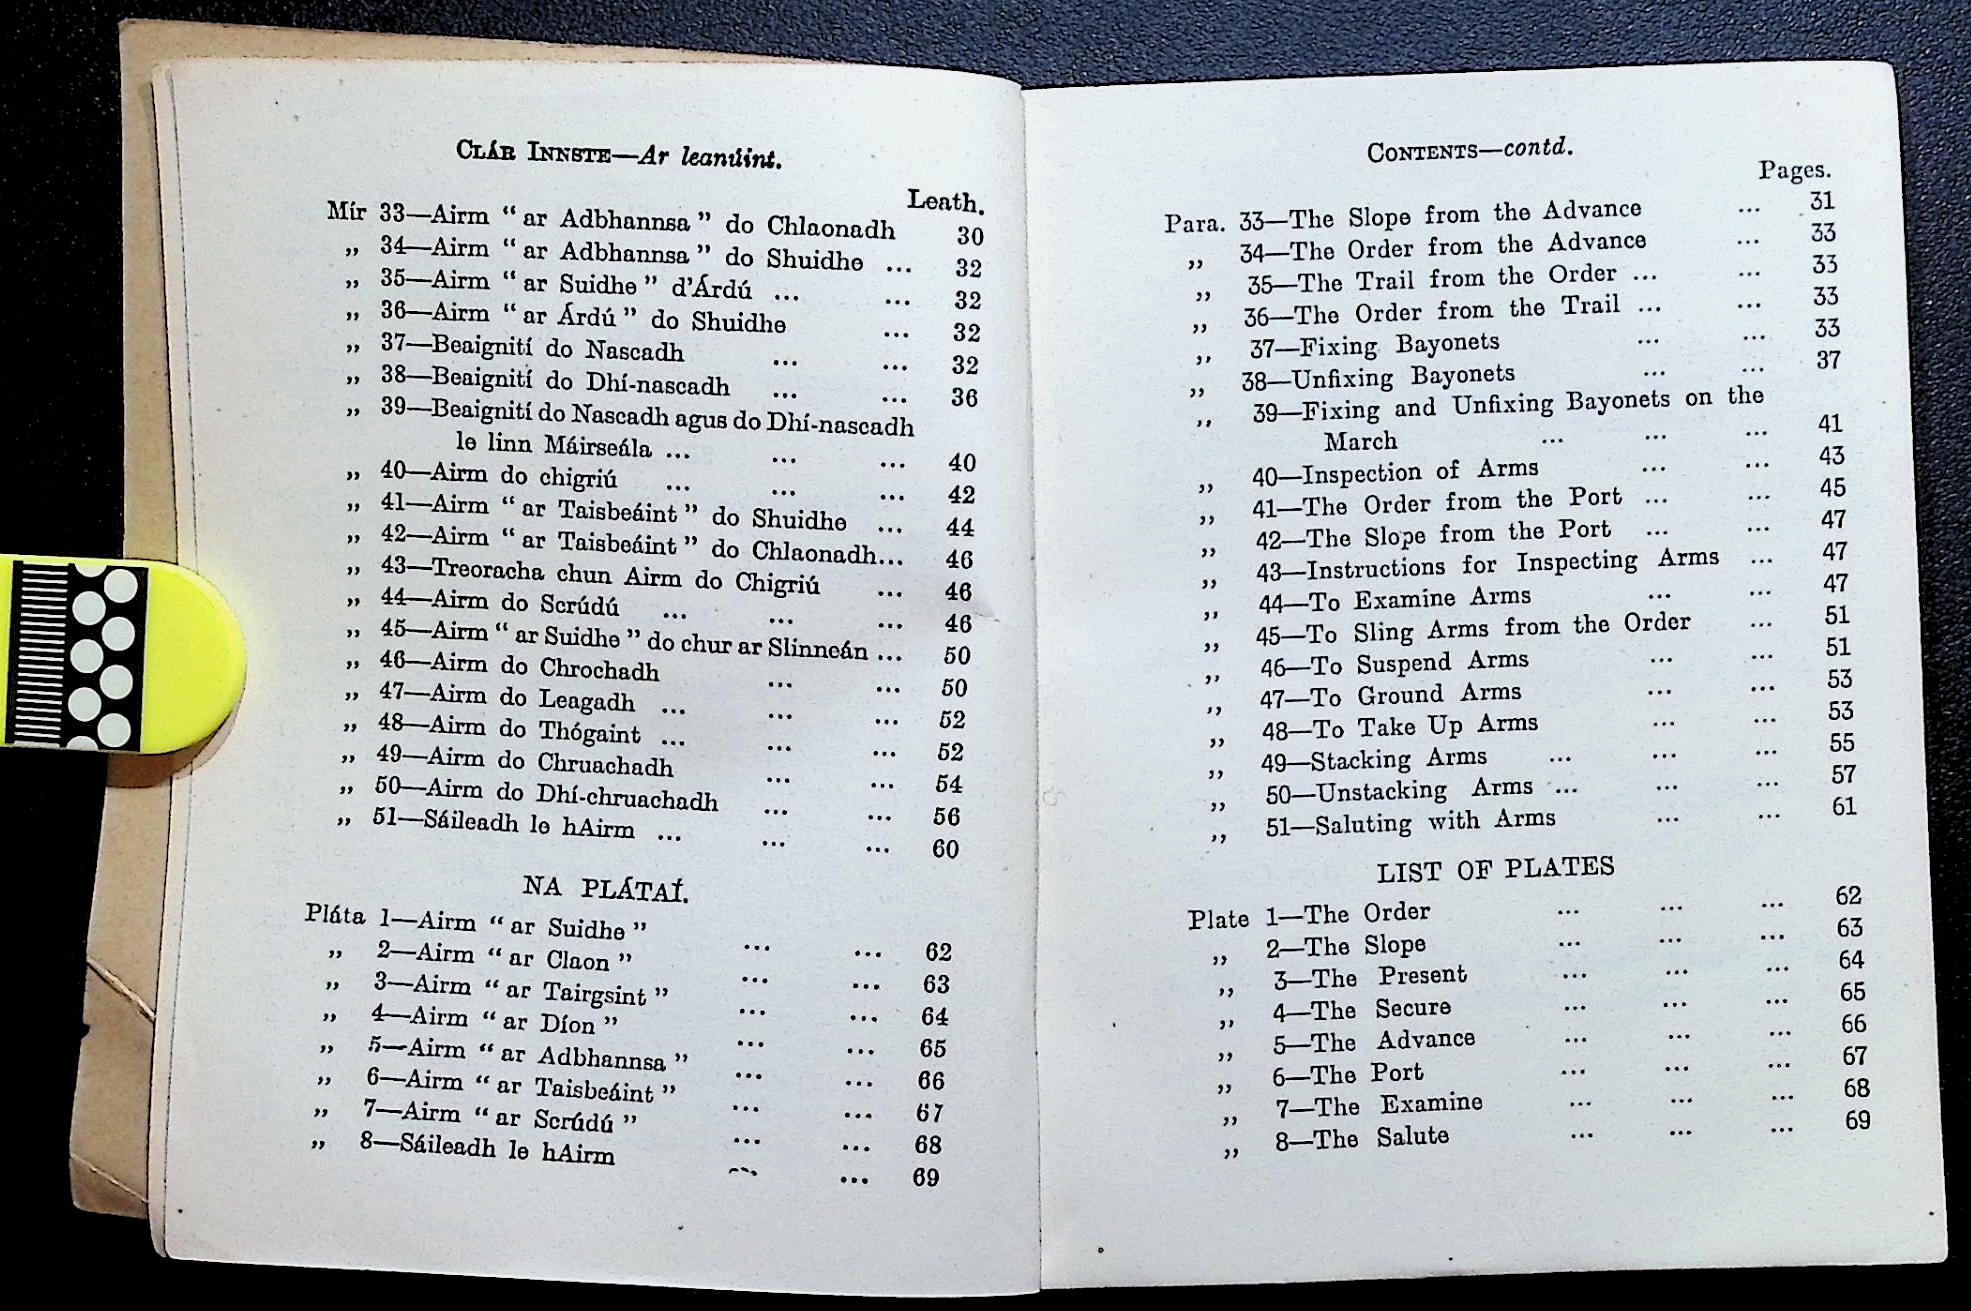 CLÁR INNSTE—Ar leanúint.
Leath.
Mír 33—Airm “ ar Adbhannsa ” do Chlaonadh 30
„ 34—Airm “ ar Adbhannsa ” do Shuidhe ... 32
„ 35—Airm “ ar Suidhe ” d'Árdú ... ... 32
„ 36—Airm “ ar Árdú ” do Shuidhe ... 32
„ 37—Beaignití do Nascadh ... ... 32
„ 38—Beaignití do Dhí-nascadh ... ... 36
„ 39—Beaignití do Nascadh agus do Dhí-nascadh
le linn Máirseála ... ... ... 40
„ 40—Airm do chigriú ... ... ... 42
„ 41—Airm “ ar Taisbeáint ” do Shuidhe ... 44
„ 42—Airm “ ar Taisbeáint ” do Chlaonadh... 46
„ 43—Treoracha chun Airm do Chigriú ... 46
„ 44—Airm do Scrúdú ... ... ... 46
„ 45—Airm “ ar Suidhe ” do chur ar Slinneán ... 50
„ 46—Airm do Chrochadh ... ... 50
„ 47—Airm do Leagadh ... ... ... 52
„ 48—Airm do Thógaint ... ... ... 52
„ 49—Airm do Chruachadh ... ... 54
„ 50—Airm do Dhí-chruachadh ... ... 56
„ 51—Sáileadh le hAirm ... ... ... 60
NA PLÁTAÍ.
Pláta 1—Airm “ ar Suidhe ” ... ... 62
„ 2—Airm “ ar Claon ” ... ... 63
„ 3—Airm “ ar Tairgsint ” ... ... 64
„ 4—Airm “ ar Díon ” ... ... 65
„ 5—Airm “ ar Adbhannsa ” ... ... 66
„ 6—Airm “ ar Taisbeáint ” ... ... 67
„ 7—Airm “ ar Scrúdú ” ... ... 68
„ 8—Sáileadh le hAirm ... ... 69
CONTENTS—contd.
Pages.
Para. 33—The Slope from the Advance ... 31
„ 34—The Order from the Advance ... 33
„ 35—The Trail from the Order ... ... 33
„ 36—The Order from the Trail ... ... 33
„ 37—Fixing Bayonets ... ... 33
„ 38—Unfixing Bayonets ... ... 37
„ 39—Fixing and Unfixing Bayonets on the
March ... ... ... 41
„ 40—Inspection of Arms ... ... 43
„ 41—The Order from the Port ... ... 45
„ 42—The Slope from the Port ... ... 47
„ 43—Instructions for Inspecting Arms ... 47
„ 44—To Examine Arms ... ... 47
„ 45—To Sling Arms from the Order ... 51
„ 46—To Suspend Arms ... ... 51
„ 47—To Ground Arms ... ... 53
„ 48—To Take Up Arms ... ... 53
„ 49—Stacking Arms ... ... ... 55
„ 50—Unstacking Arms ... ... ... 57
„ 51—Saluting with Arms ... ... 61
LIST OF PLATES
Plate 1—The Order ... ... ... 62
„ 2—The Slope ... ... ... 63
„ 3—The Present ... ... ... 64
„ 4—The Secure ... ... ... 65
„ 5—The Advance ... ... ... 66
„ 6—The Port ... ... ... 67
„ 7—The Examine ... ... ... 68
„ 8—The Salute ... ... ... 69